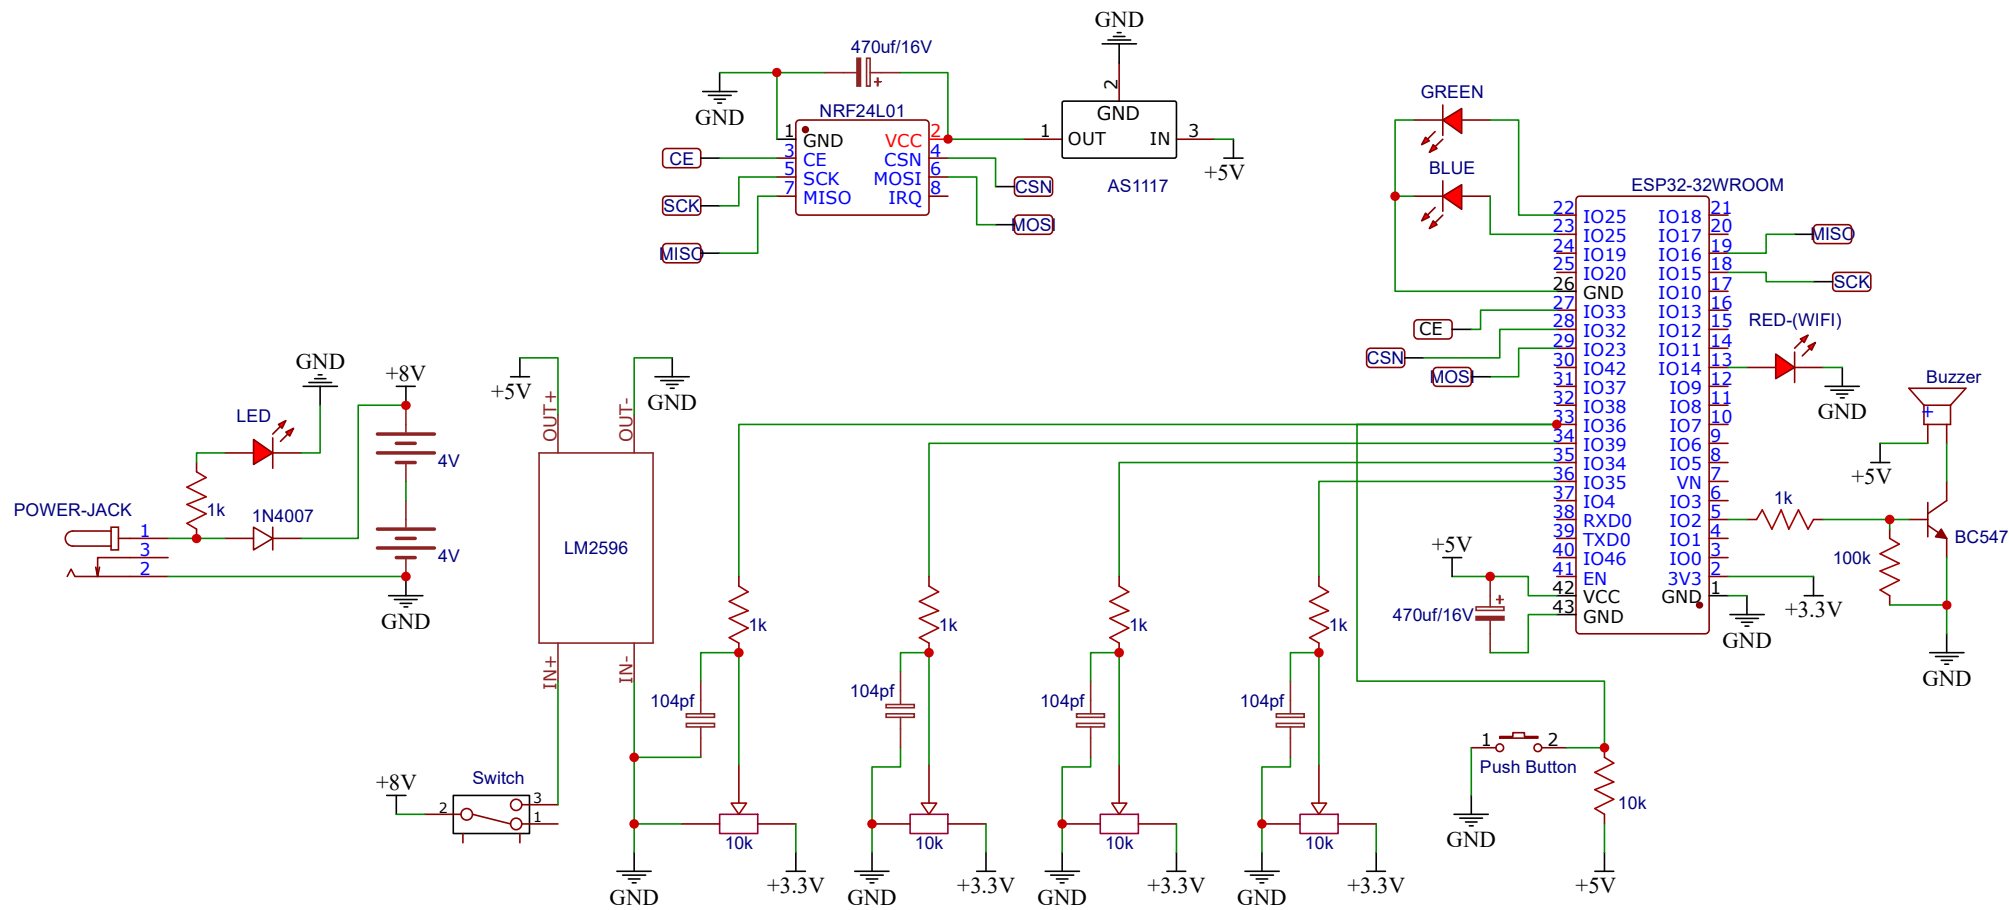 GND
470uf/16V
GND
NRF24L01
1 GND VCC 2
3 CE CSN 4
5 SCK MOSI 6
7 MISO IRQ 8
CE
SCK
MISO
CSN
MOSI
2
GND
1 OUT IN 3
AS1117
+5V
GREEN
BLUE
ESP32-32WROOM
22 IO25 IO18 21
23 IO25 IO17 20
24 IO19 IO16 19
25 IO20 IO15 18
26 GND IO10 17
27 IO33 IO13 16
28 IO32 IO12 15
29 IO23 IO11 14
30 IO42 IO14 13
31 IO37 IO9 12
32 IO38 IO8 11
33 IO36 IO7 10
34 IO39 IO6 9
35 IO34 IO5 8
36 IO35 VN 7
37 IO4 IO3 6
38 RXD0 IO2 5
39 TXD0 IO1 4
40 IO46 IO0 3
41 EN 3V3 2
42 VCC GND 1
43 GND
MISO
SCK
CE
CSN
MOSI
RED-(WIFI)
GND
Buzzer
+
+5V
1k
BC547
100k
+3.3V
GND
GND
+5V
470uf/16V
GND
LED
1k
POWER-JACK
1
3
2
1N4007
+8V
4V
4V
GND
+5V
GND
OUT+
OUT-
LM2596
IN+
IN-
+8V
Switch
2
3
1
1k
104pf
10k
GND
+3.3V
1k
104pf
10k
GND
+3.3V
1k
104pf
10k
GND
+3.3V
1k
104pf
10k
GND
+3.3V
1 2
Push Button
GND
10k
+5V